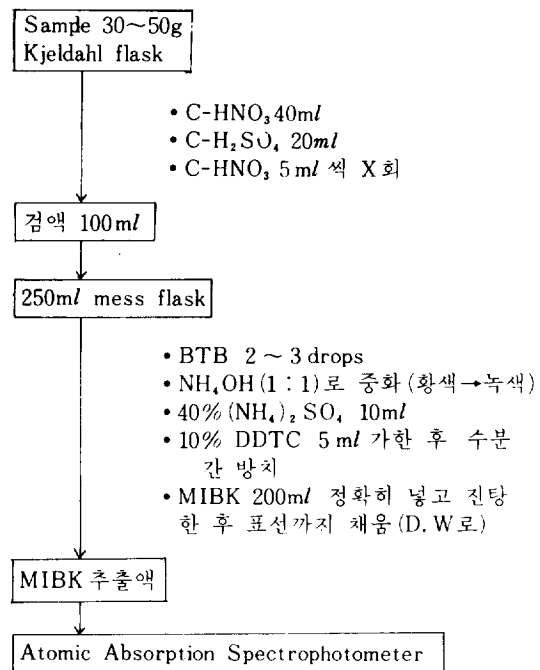 Sample 30~50g
Kjeldahl flask
• C-HNO₃ 40ml
• C-H₂SO₄ 20ml
• C-HNO₃ 5ml 씩 X회
검액 100ml
250ml mess flask
• BTB 2 ~ 3 drops
• NH₄OH (1 : 1)로 중화 (황색→녹색)
• 40% (NH₄)₂ SO₄ 10ml
• 10% DDTC 5ml 가한 후 수분
간 방치
• MIBK 200ml 정확히 넣고 진탕
한 후 표선까지 채움 (D.W로)
MIBK 추출액
Atomic Absorption Spectrophotometer